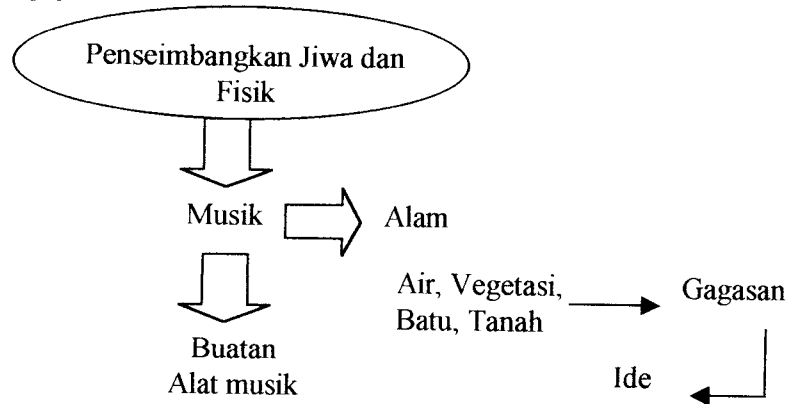 Penseimbangkan Jiwa dan
Fisik
Musik
Alam
Air, Vegetasi,
Batu, Tanah
Gagasan
Buatan
Alat musik
Ide